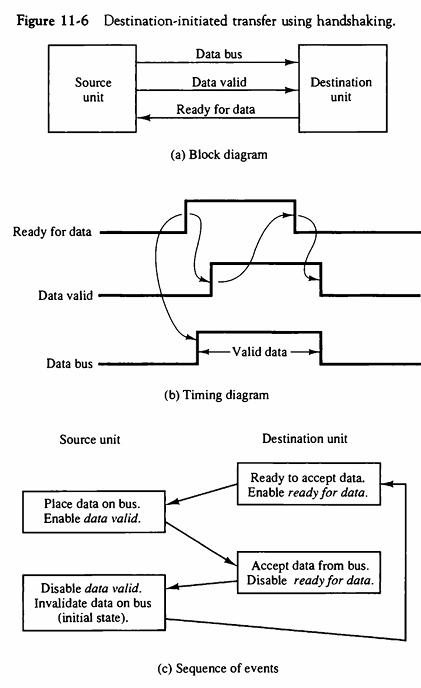 Figure 11-6 Destination-initiated transfer using handshaking.
Data bus
Source
unit
Data valid
Destination
unit
Ready for data
(a) Block diagram
Ready for data
Data valid
Valid data
Data bus
(b) Timing diagram
Source unit
Destination unit
Ready to accept data.
Enable ready for data.
Place data on bus.
Enable data valid.
Accept data from bus.
Disable ready for data.
Disable data valid.
Invalidate data on bus
(initial state).
(c) Sequence of events